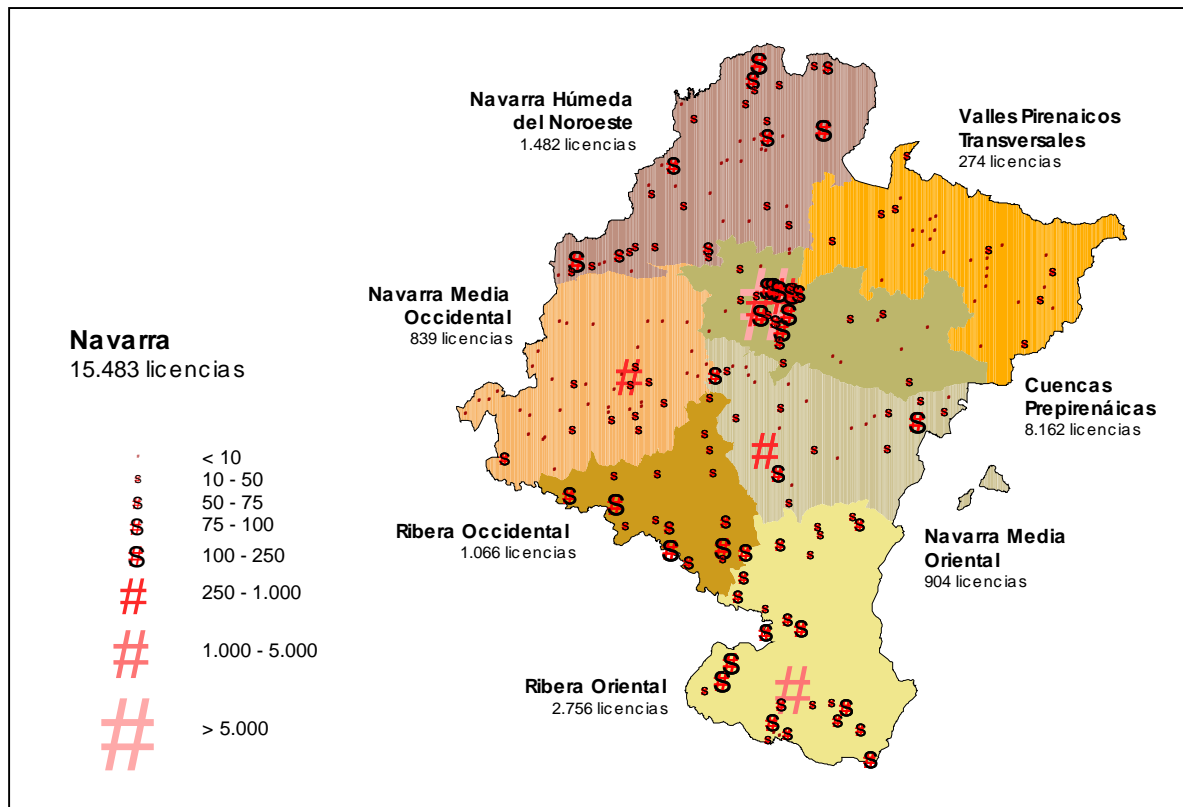 Navarra Húmeda
del Noroeste
1.482 licencias
Valles Pirenaicos
Transversales
274 licencias
Navarra Media
Occidental
839 licencias
Navarra
15.483 licencias
Cuencas
Prepirenáicas
8.162 licencias
< 10
10 - 50
50 - 75
75 - 100
100 - 250
250 - 1.000
1.000 - 5.000
> 5.000
Ribera Occidental
1.066 licencias
Navarra Media
Oriental
904 licencias
Ribera Oriental
2.756 licencias